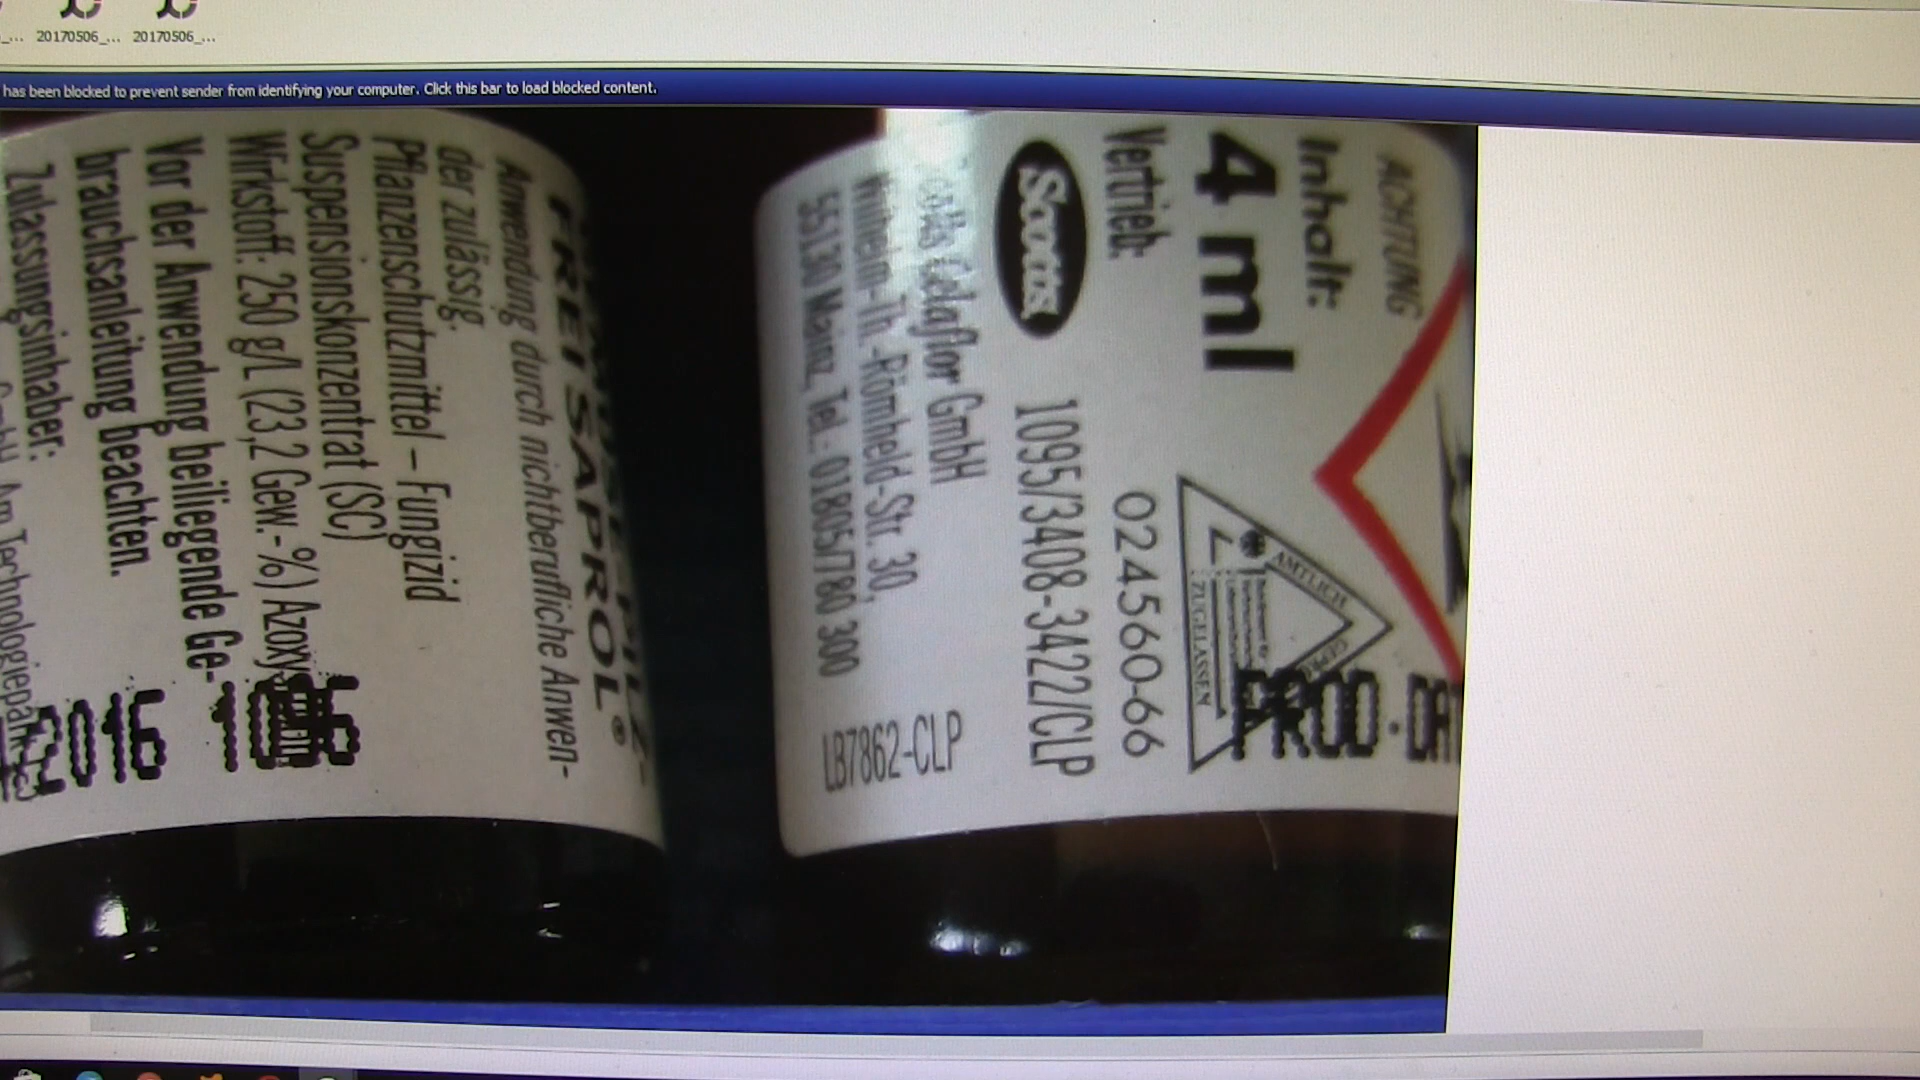 20170506_... 20170506_...
has been blocked to prevent sender from identifying your computer. Click this bar to load blocked content.
FREI SAPROL®
Anwendung durch nichtberufliche Anwen-
der zulässig.
Pflanzenschutzmittel – Fungizid
Suspensionskonzentrat (SC)
Wirkstoff: 250 g/L (23,2 Gew.-%)
Vor der Anwendung beiliegende Ge-
brauchsanleitung beachten.
Zulassungsinhaber:
GmbH, Am Technologiepark
2016
ACHTUNG
Inhalt:
4 ml
AMTLICH
ZUGELASSEN
PROD.DAT
Vertrieb:
024560-66
Scotts
1095/3408-3422/CLP
Celaflor GmbH
Wilhelm-Th.-Römheld-Str. 30,
55130 Mainz, Tel.: 01805/780 300
LB7862-CLP